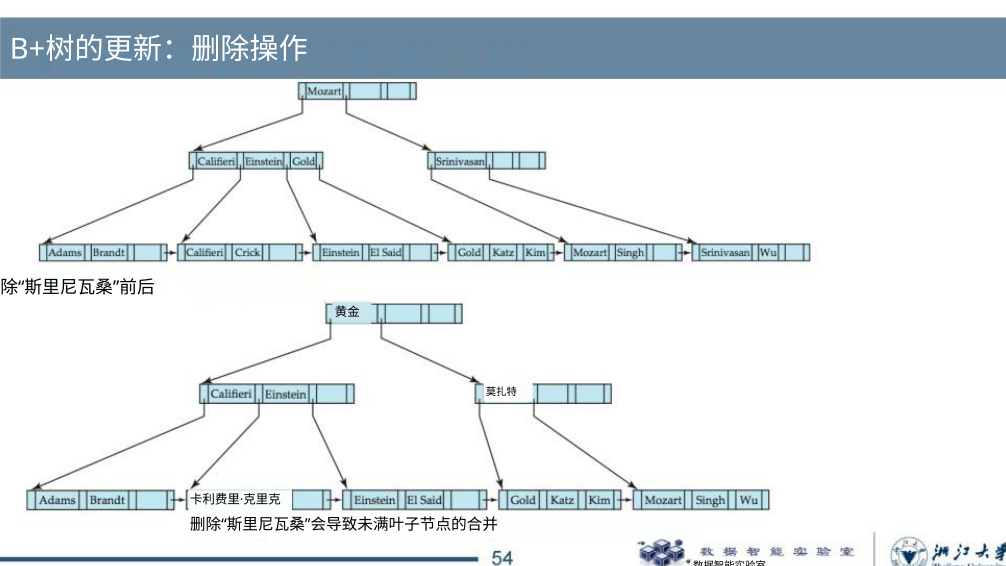 B+树的更新：删除操作
Mozart
Califieri Einstein Gold
Srinivasan
Adams Brandt
Califieri Crick
Einstein El Said
Gold Katz Kim
Mozart Singh
Srinivasan Wu
除“斯里尼瓦桑”前后
黄金
Califieri Einstein
莫扎特
Adams Brandt
卡利费里·克里克
Einstein El Said
Gold Katz Kim
Mozart Singh Wu
删除“斯里尼瓦桑”会导致未满叶子节点的合并
54
数据智能实验室
数据智能实验室
浙江大学